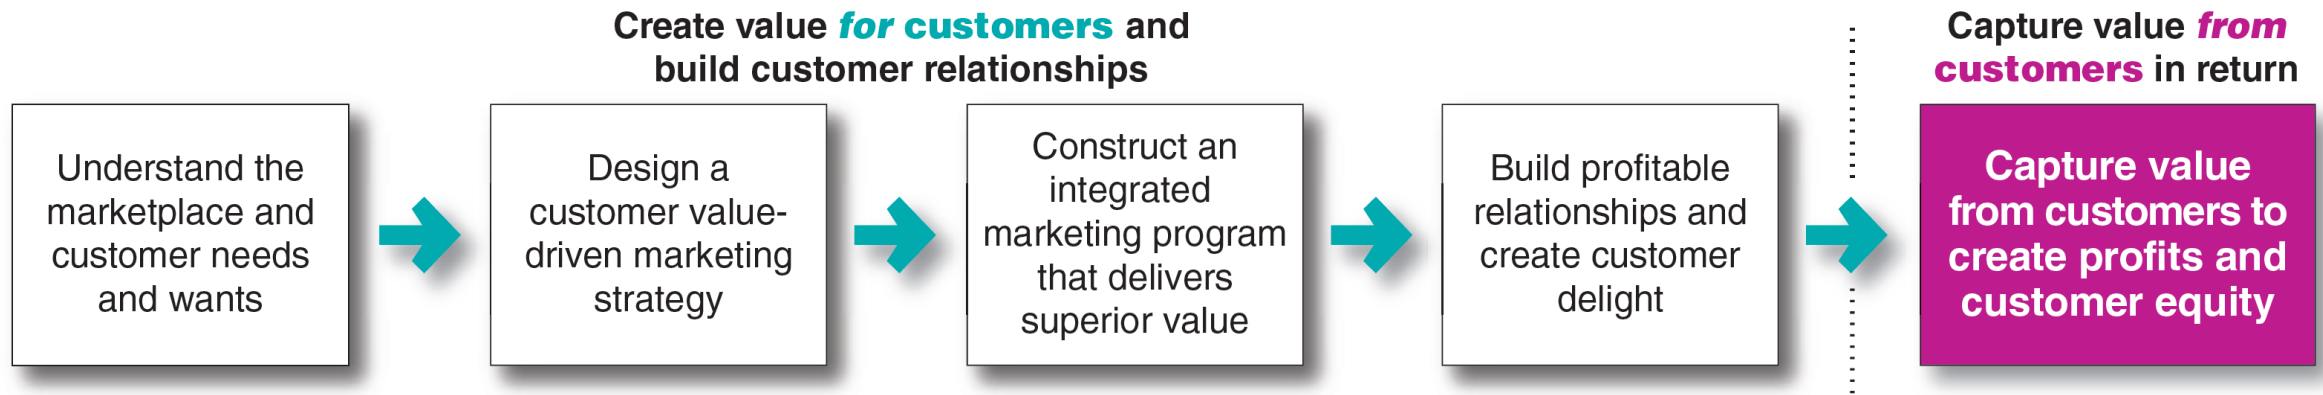 Create value for customers and
build customer relationships
Capture value from
customers in return
Understand the
marketplace and
customer needs
and wants
Design a
customer value-
driven marketing
strategy
Construct an
integrated
marketing program
that delivers
superior value
Build profitable
relationships and
create customer
delight
Capture value
from customers to
create profits and
customer equity